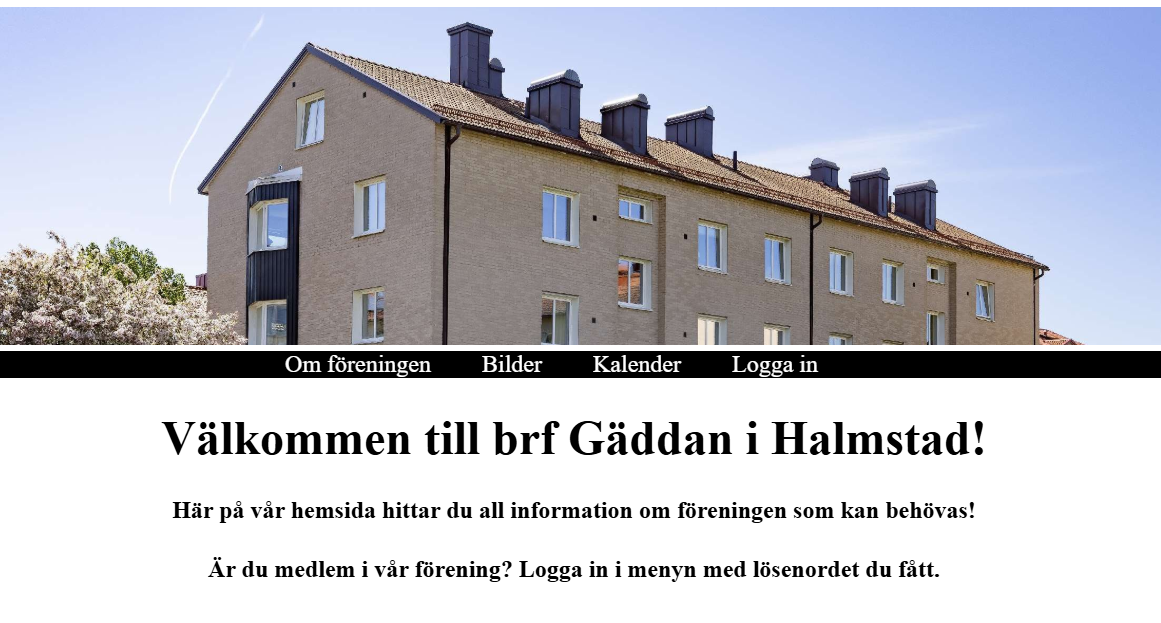 Om föreningen Bilder Kalender Logga in
Välkommen till brf Gäddan i Halmstad!
Här på vår hemsida hittar du all information om föreningen som kan behövas!
Är du medlem i vår förening? Logga in i menyn med lösenordet du fått.